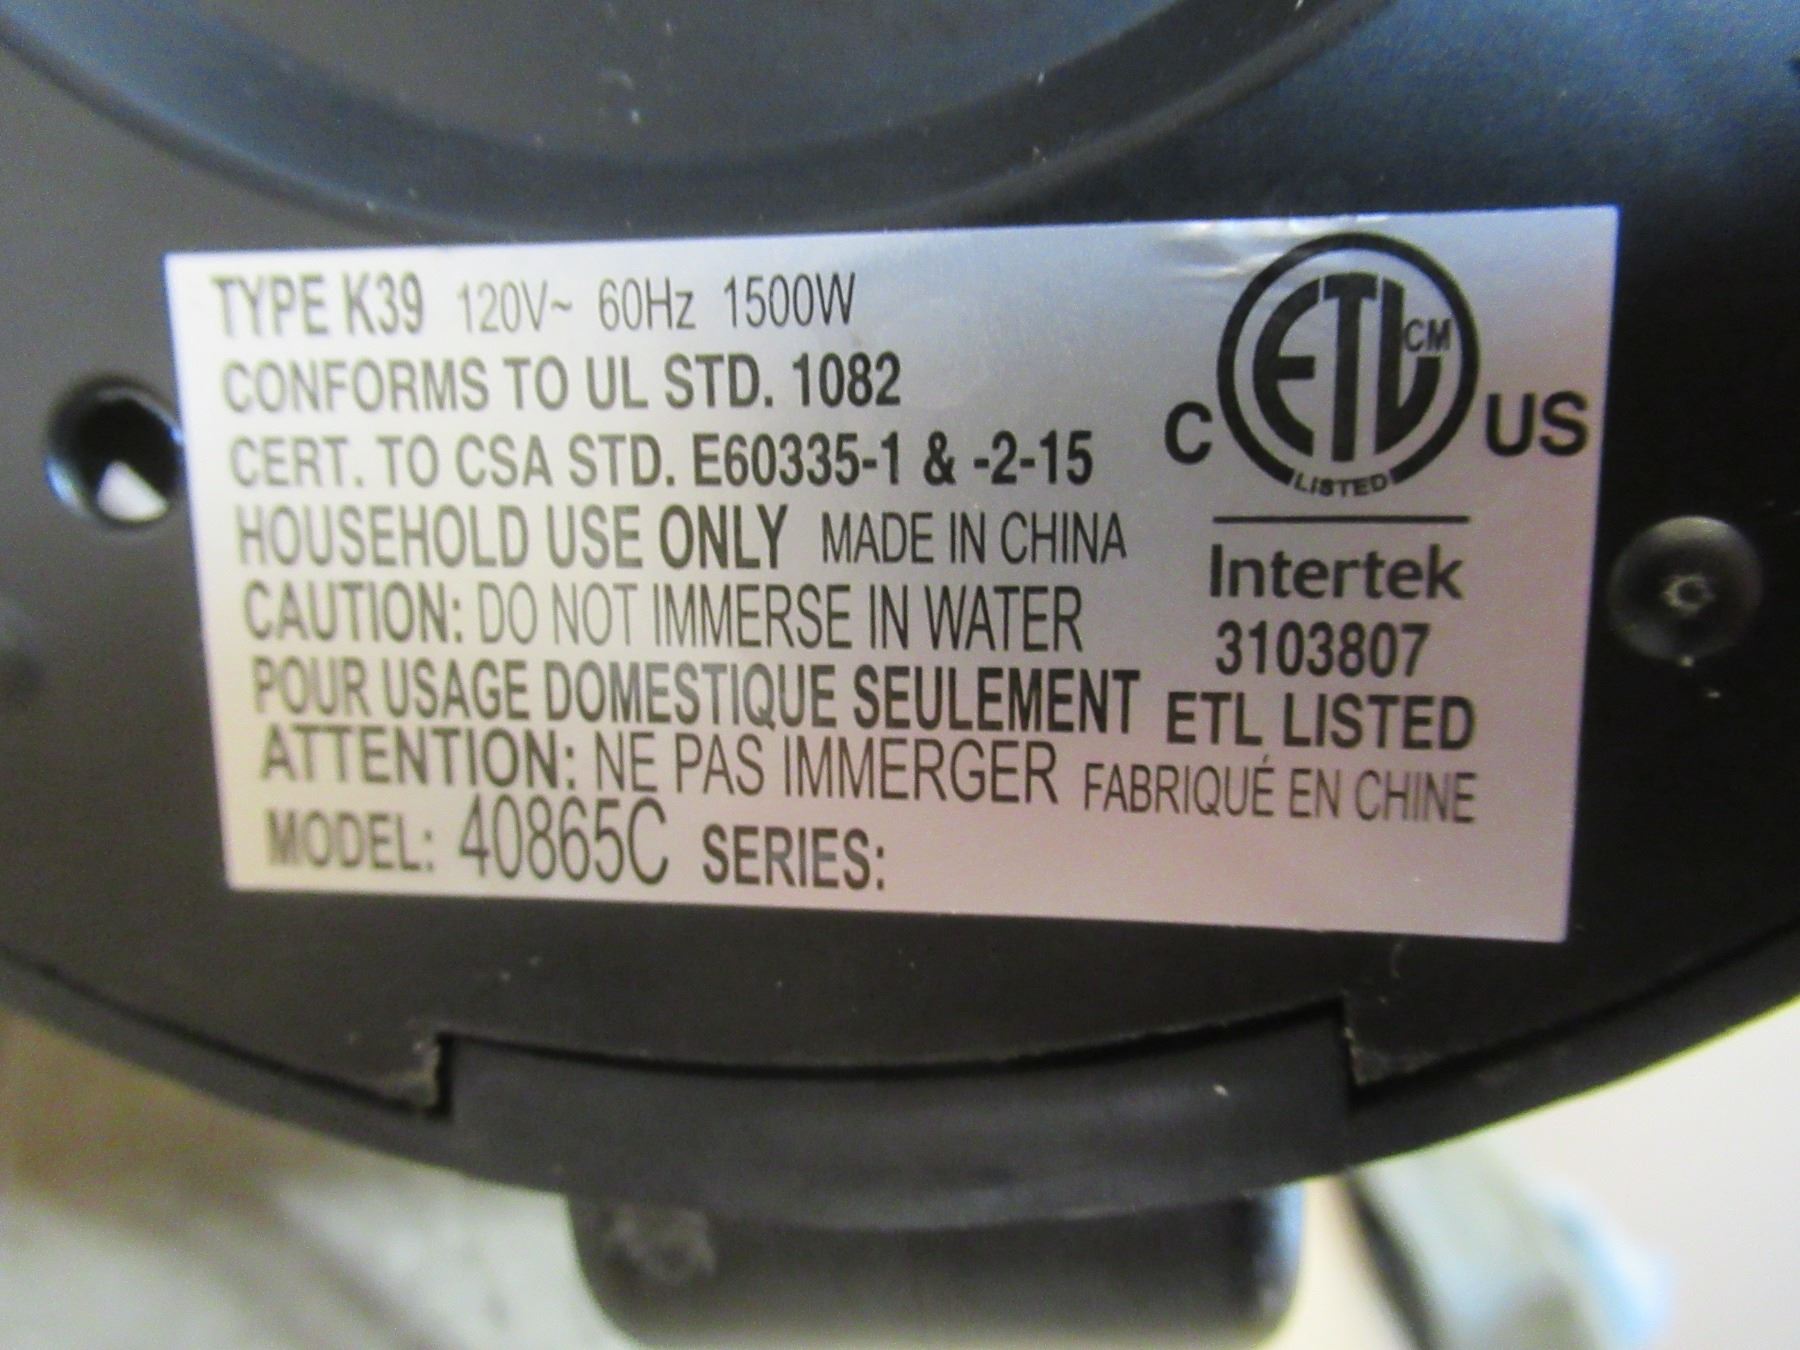 TYPE K39 120V~ 60Hz 1500W
CONFORMS TO UL STD. 1082
CERT. TO CSA STD. E60335-1 & -2-15
HOUSEHOLD USE ONLY MADE IN CHINA
CAUTION: DO NOT IMMERSE IN WATER
POUR USAGE DOMESTIQUE SEULEMENT
ATTENTION: NE PAS IMMERGER FABRIQUÉ EN CHINE
MODEL: 40865C SERIES:
ETL CM
C US
LISTED
Intertek
3103807
ETL LISTED